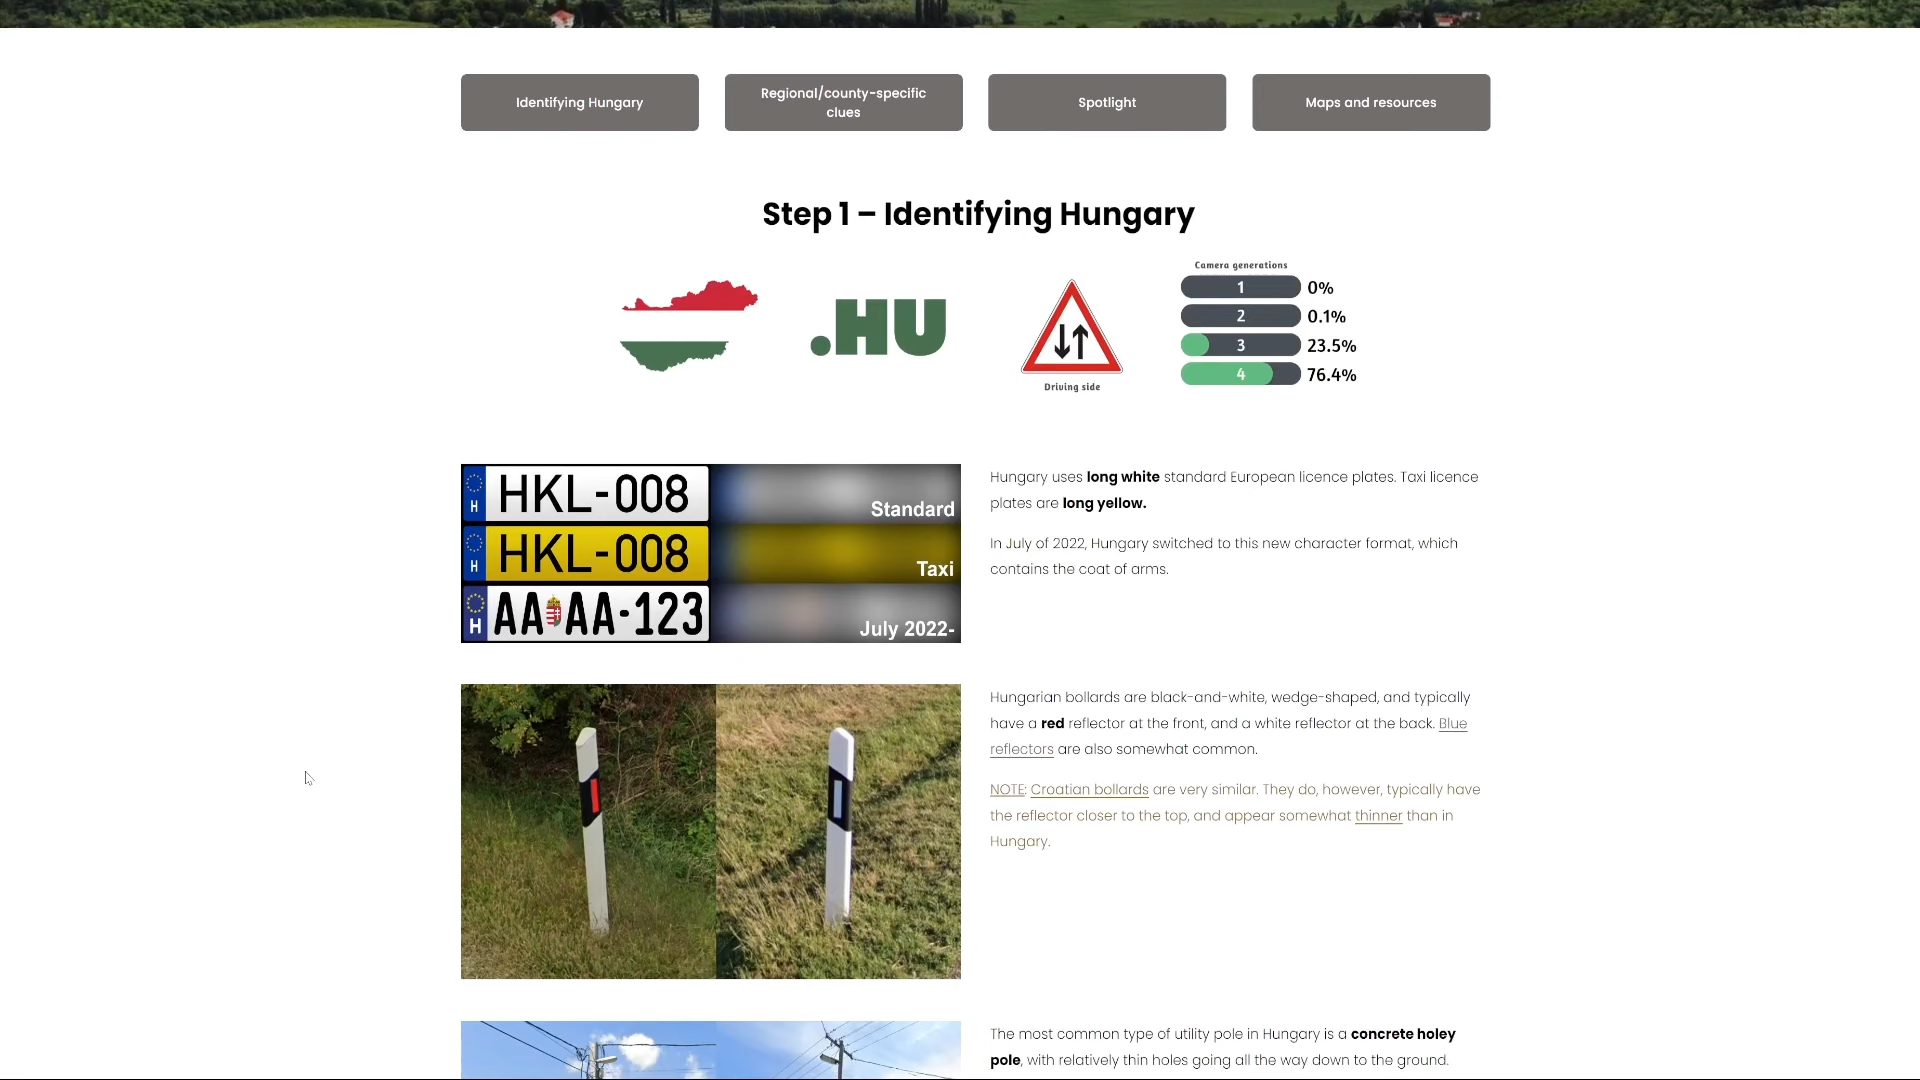 Identifying Hungary
Regional/county-specific
clues
Spotlight
Maps and resources
Step 1 – Identifying Hungary
.HU
Driving side
Camera generations
1 0%
2 0.1%
3 23.5%
4 76.4%
H HKL-008 Standard
H HKL-008 Taxi
H AA AA-123 July 2022-
Hungary uses long white standard European licence plates. Taxi licence
plates are long yellow.
In July of 2022, Hungary switched to this new character format, which
contains the coat of arms.
Hungarian bollards are black-and-white, wedge-shaped, and typically
have a red reflector at the front, and a white reflector at the back. Blue
reflectors are also somewhat common.
NOTE: Croatian bollards are very similar. They do, however, typically have
the reflector closer to the top, and appear somewhat thinner than in
Hungary.
The most common type of utility pole in Hungary is a concrete holey
pole, with relatively thin holes going all the way down to the ground.